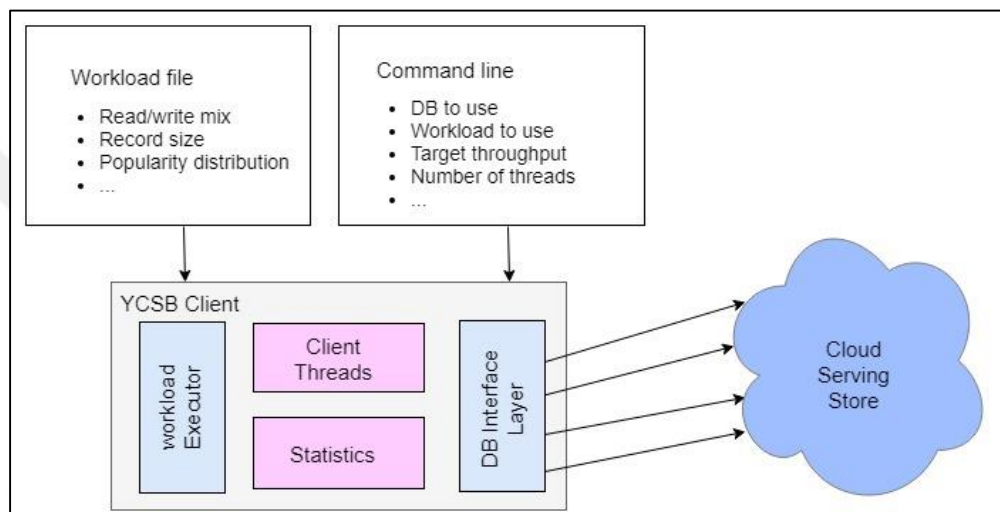 Workload file
• Read/write mix
• Record size
• Popularity distribution
• ...
Command line
• DB to use
• Workload to use
• Target throughput
• Number of threads
• ...
YCSB Client
workload
Executor
Client
Threads
Statistics
DB Interface
Layer
Cloud
Serving
Store